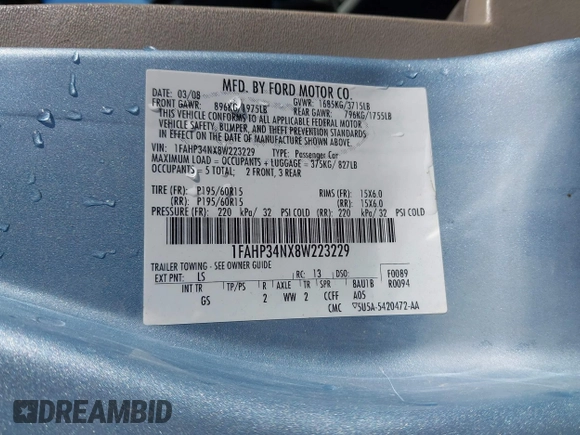 MFD. BY FORD MOTOR CO.
DATE: 03/08 GVWR: 1685KG/3715LB
FRONT GAWR: 896KG/1975LB REAR GAWR: 796KG/1755LB
THIS VEHICLE CONFORMS TO ALL APPLICABLE FEDERAL MOTOR
VEHICLE SAFETY, BUMPER, AND THEFT PREVENTION STANDARDS
IN EFFECT ON THE DATE OF MANUFACTURE SHOWN ABOVE.
VIN: 1FAHP34NX8W223229 TYPE: Passenger Car
MAXIMUM LOAD = OCCUPANTS + LUGGAGE = 375KG/ 827LB
OCCUPANTS = 5 TOTAL: 2 FRONT, 3 REAR
TIRE (FR): P195/60R15 RIMS (FR): 15X6.0
(RR): P195/60R15 (RR): 15X6.0
PRESSURE (FR): 220 kPa/ 32 PSI COLD (RR): 220 kPa/ 32 PSI COLD
1FAHP34NX8W223229
TRAILER TOWING - SEE OWNER GUIDE
EXT PNT: LS RC: 13 DSO: F0089
INT TR TP/PS R AXLE TR SPR BAU1B R0094
GS 2 WW 2 CCFF A05
CMC ▽5U5A-5420472-AA
DREAMBID